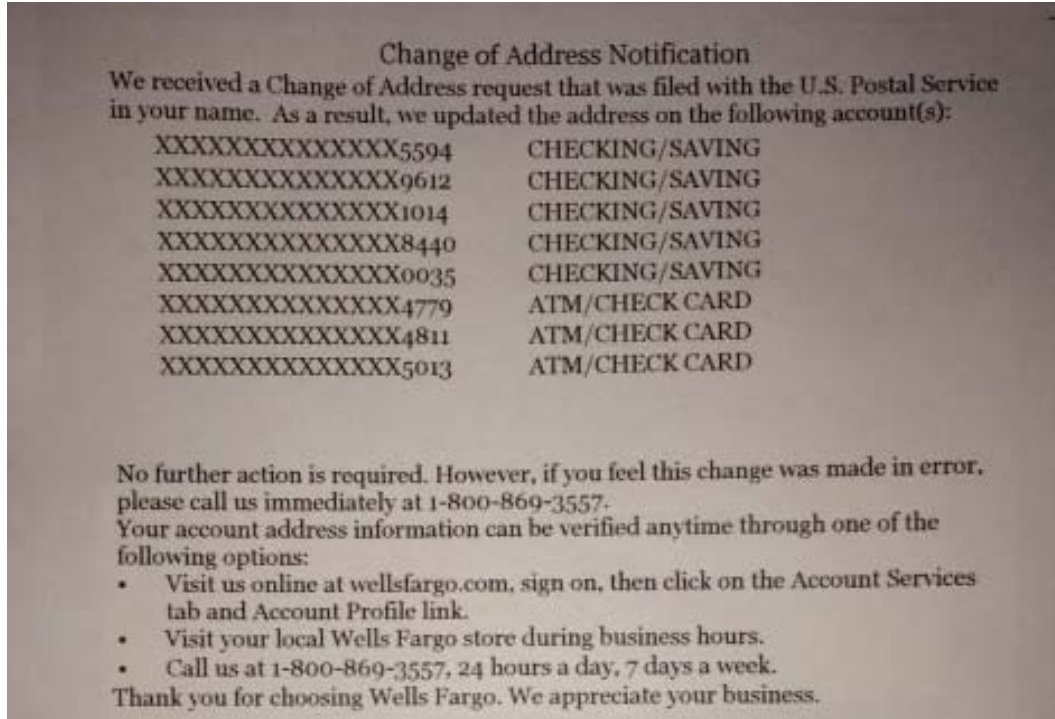 Change of Address Notification
We received a Change of Address request that was filed with the U.S. Postal Service
in your name. As a result, we updated the address on the following account(s):
XXXXXXXXXXXXXX5594 CHECKING/SAVING
XXXXXXXXXXXXXX9612 CHECKING/SAVING
XXXXXXXXXXXXXX1014 CHECKING/SAVING
XXXXXXXXXXXXXX8440 CHECKING/SAVING
XXXXXXXXXXXXXX0035 CHECKING/SAVING
XXXXXXXXXXXXXX4779 ATM/CHECK CARD
XXXXXXXXXXXXXX4811 ATM/CHECK CARD
XXXXXXXXXXXXXX5013 ATM/CHECK CARD
No further action is required. However, if you feel this change was made in error,
please call us immediately at 1-800-869-3557.
Your account address information can be verified anytime through one of the
following options:
• Visit us online at wellsfargo.com, sign on, then click on the Account Services
tab and Account Profile link.
• Visit your local Wells Fargo store during business hours.
• Call us at 1-800-869-3557, 24 hours a day, 7 days a week.
Thank you for choosing Wells Fargo. We appreciate your business.